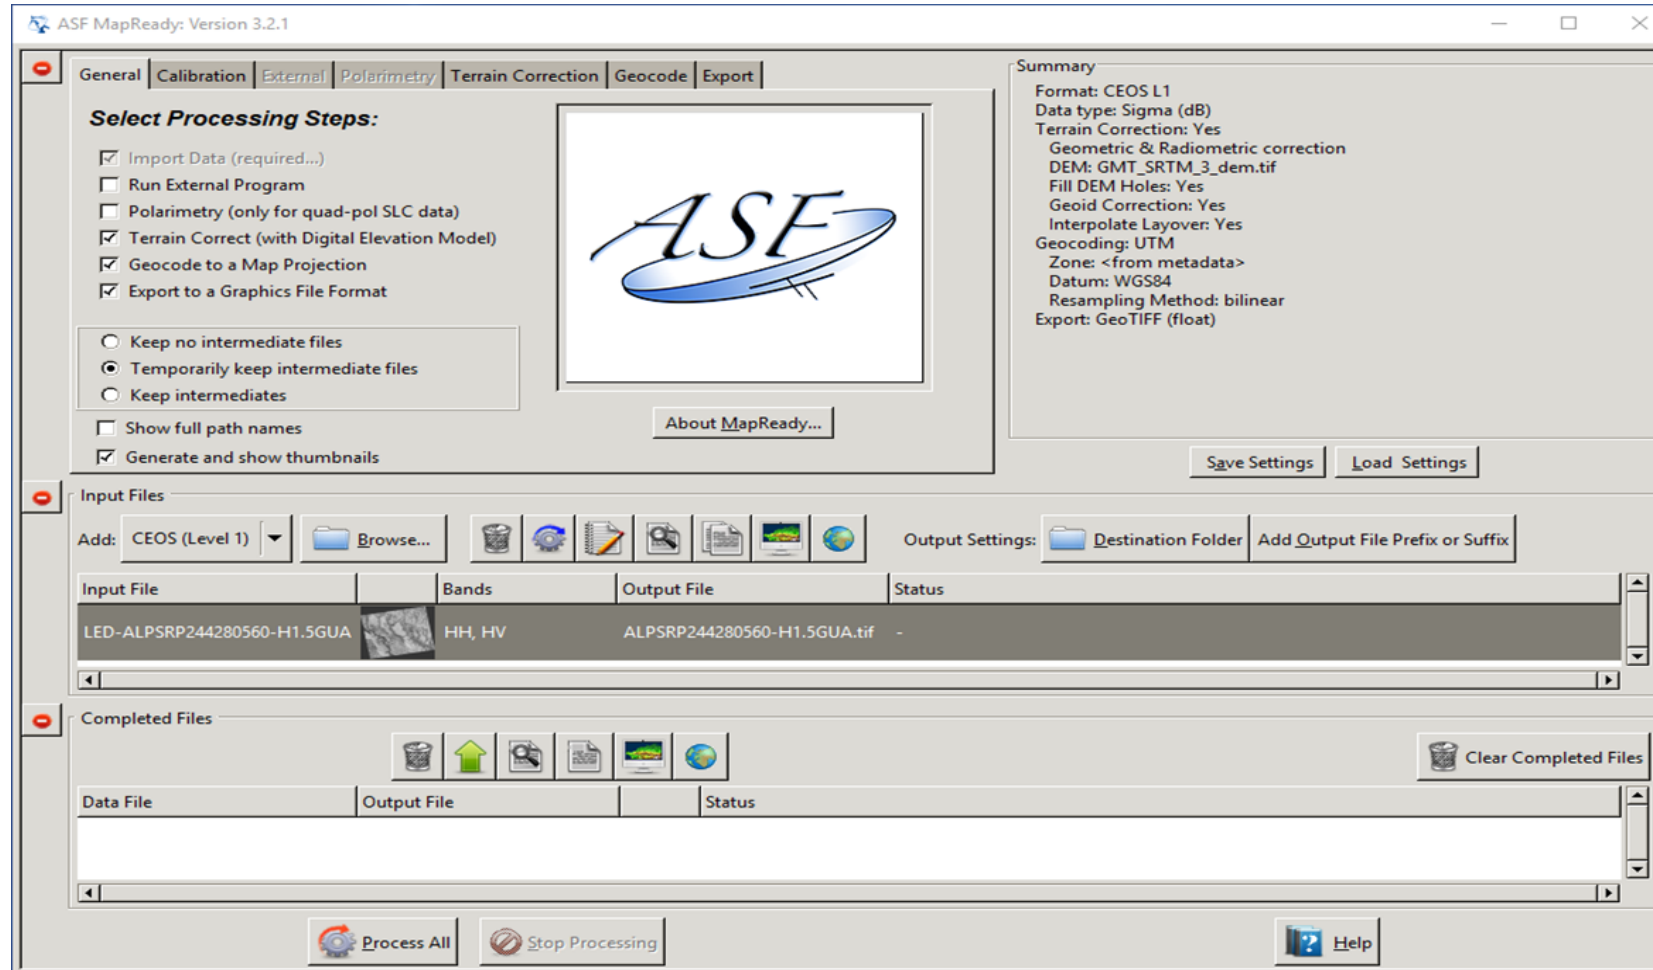 ASF MapReady: Version 3.2.1
General Calibration External Polarimetry Terrain Correction Geocode Export
Select Processing Steps:
Import Data (required...)
Run External Program
Polarimetry (only for quad-pol SLC data)
Terrain Correct (with Digital Elevation Model)
Geocode to a Map Projection
Export to a Graphics File Format
Keep no intermediate files
Temporarily keep intermediate files
Keep intermediates
Show full path names
Generate and show thumbnails
ASF
About MapReady...
Summary
Format: CEOS L1
Data type: Sigma (dB)
Terrain Correction: Yes
Geometric & Radiometric correction
DEM: GMT_SRTM_3_dem.tif
Fill DEM Holes: Yes
Geoid Correction: Yes
Interpolate Layover: Yes
Geocoding: UTM
Zone: <from metadata>
Datum: WGS84
Resampling Method: bilinear
Export: GeoTIFF (float)
Save Settings Load Settings
Input Files
Add: CEOS (Level 1) Browse... Output Settings: Destination Folder Add Output File Prefix or Suffix
Input File Bands Output File Status
LED-ALPSRP244280560-H1.5GUA HH, HV ALPSRP244280560-H1.5GUA.tif -
Completed Files
Clear Completed Files
Data File Output File Status
Process All Stop Processing Help